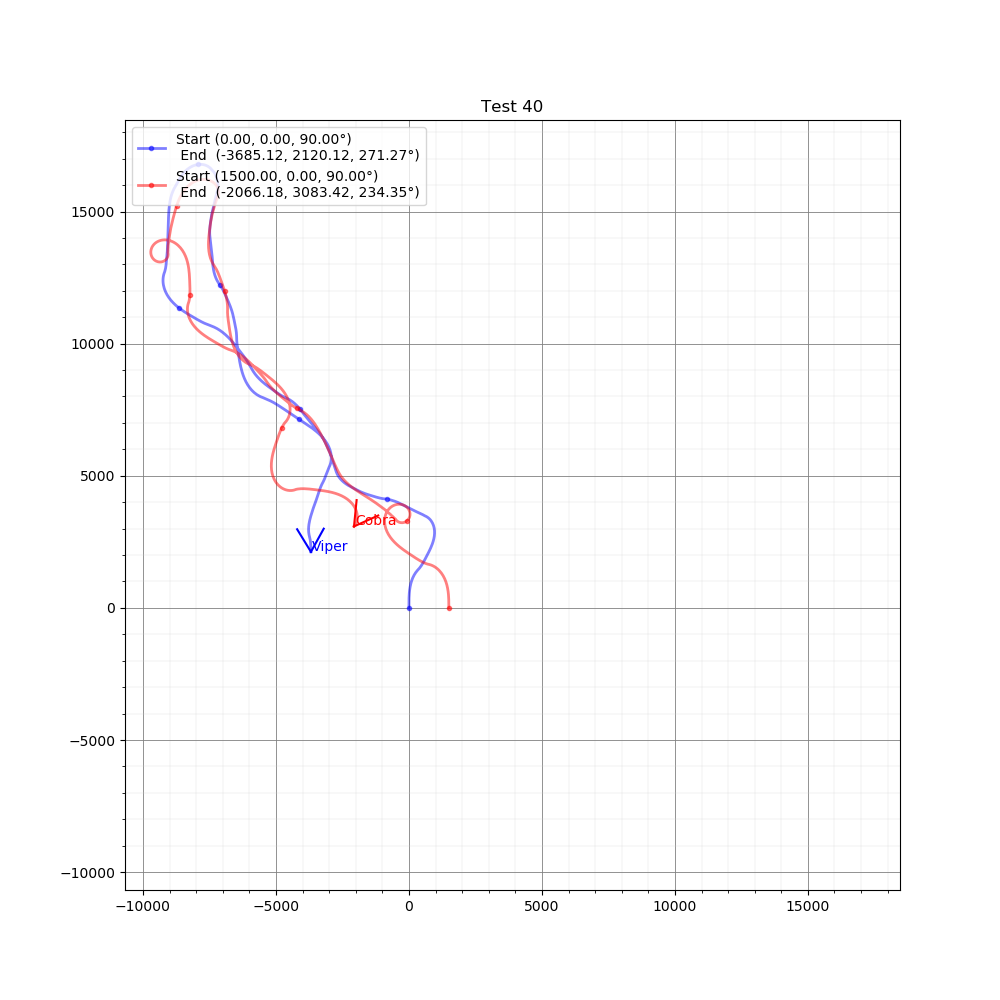 Test 40
Start (0.00, 0.00, 90.00°)
End (-3685.12, 2120.12, 271.27°)
Start (1500.00, 0.00, 90.00°)
End (-2066.18, 3083.42, 234.35°)
15000
10000
5000
Cobra
Viper
0
−5000
−10000
−10000 −5000 0 5000 10000 15000